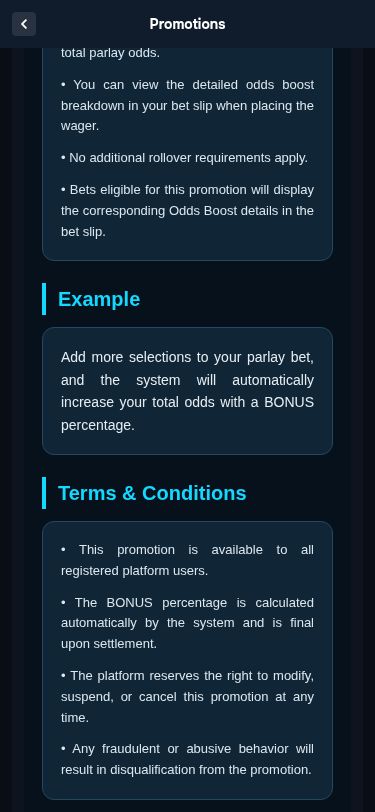 Promotions
total parlay odds.
• You can view the detailed odds boost
breakdown in your bet slip when placing the
wager.
• No additional rollover requirements apply.
• Bets eligible for this promotion will display
the corresponding Odds Boost details in the
bet slip.
Example
Add more selections to your parlay bet,
and the system will automatically
increase your total odds with a BONUS
percentage.
Terms & Conditions
• This promotion is available to all
registered platform users.
• The BONUS percentage is calculated
automatically by the system and is final
upon settlement.
• The platform reserves the right to modify,
suspend, or cancel this promotion at any
time.
• Any fraudulent or abusive behavior will
result in disqualification from the promotion.